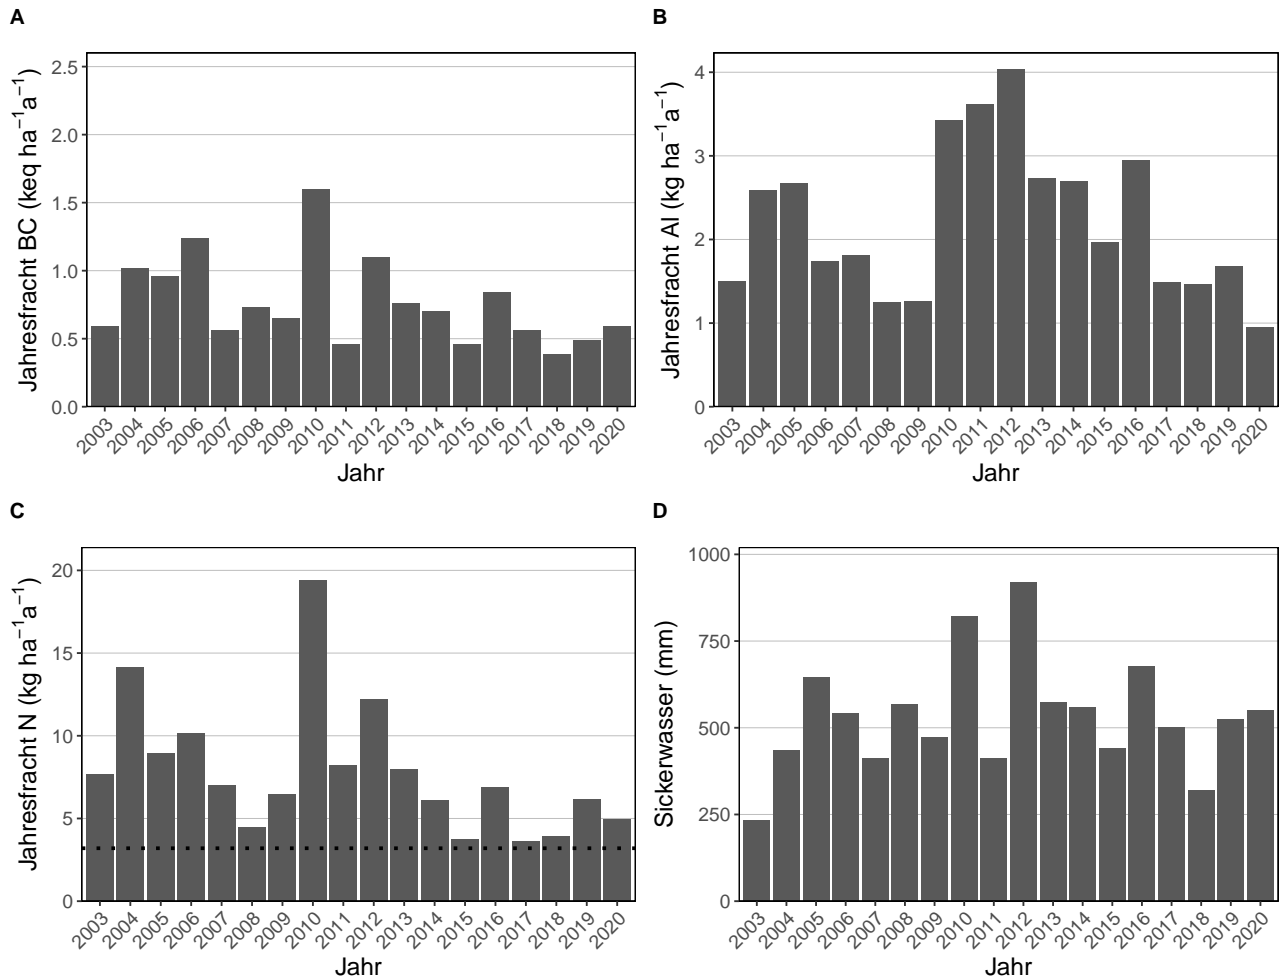 A
Jahresfracht BC (keq ha⁻¹a⁻¹)
2.5
2.0
1.5
1.0
0.5
0.0
2003 2004 2005 2006 2007 2008 2009 2010 2011 2012 2013 2014 2015 2016 2017 2018 2019 2020
Jahr
B
Jahresfracht Al (kg ha⁻¹a⁻¹)
4
3
2
1
0
2003 2004 2005 2006 2007 2008 2009 2010 2011 2012 2013 2014 2015 2016 2017 2018 2019 2020
Jahr
C
Jahresfracht N (kg ha⁻¹a⁻¹)
20
15
10
5
0
2003 2004 2005 2006 2007 2008 2009 2010 2011 2012 2013 2014 2015 2016 2017 2018 2019 2020
Jahr
D
Sickerwasser (mm)
1000
750
500
250
0
2003 2004 2005 2006 2007 2008 2009 2010 2011 2012 2013 2014 2015 2016 2017 2018 2019 2020
Jahr